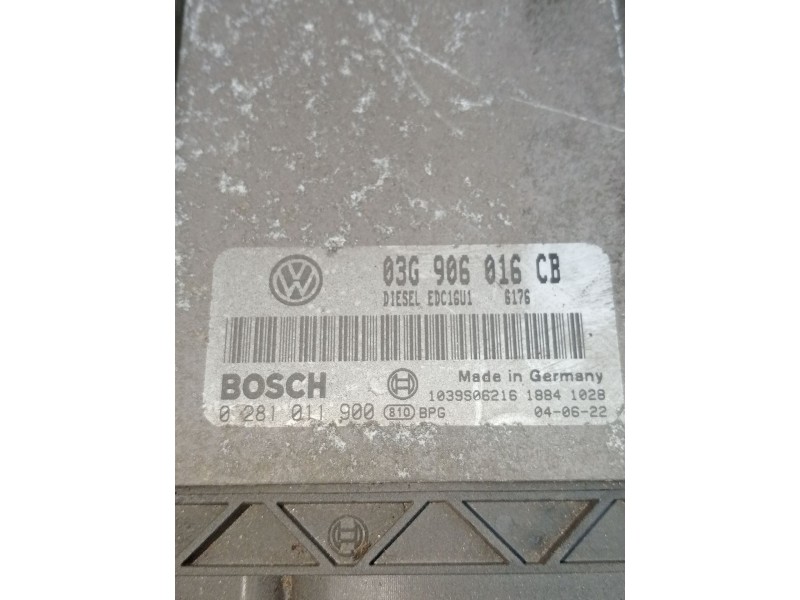 03G 906 016 CB
DIESEL EDC16U1 6176
BOSCH
Made in Germany
1039S06216 1884 1028
0 281 011 900 810 BPG 04-06-22